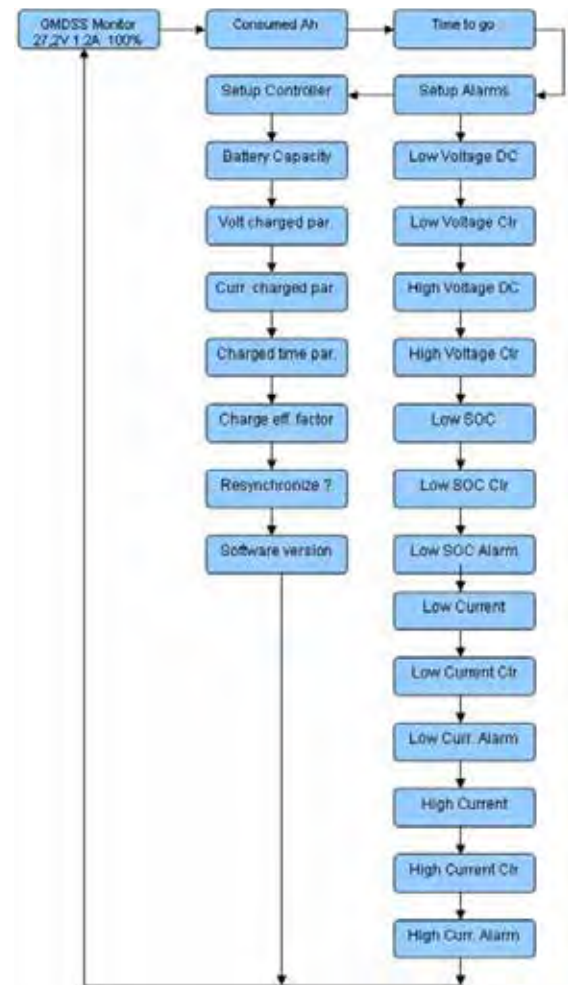 GMDSS Monitor
27,2V 1.2A 100%
Consumed Ah
Time to go
Setup Controller
Setup Alarms
Battery Capacity
Low Voltage DC
Volt charged par.
Low Voltage Clr
Curr. charged par.
High Voltage DC
Charged time par.
High Voltage Clr
Charge eff. factor
Low SOC
Resynchronize ?
Low SOC Clr
Software version
Low SOC Alarm
Low Current
Low Current Clr
Low Curr. Alarm
High Current
High Current Clr
High Curr. Alarm